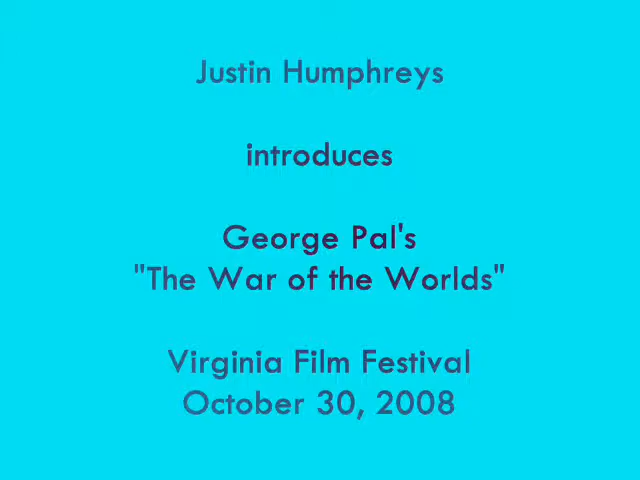 Justin Humphreys
introduces
George Pal's
"The War of the Worlds"
Virginia Film Festival
October 30, 2008